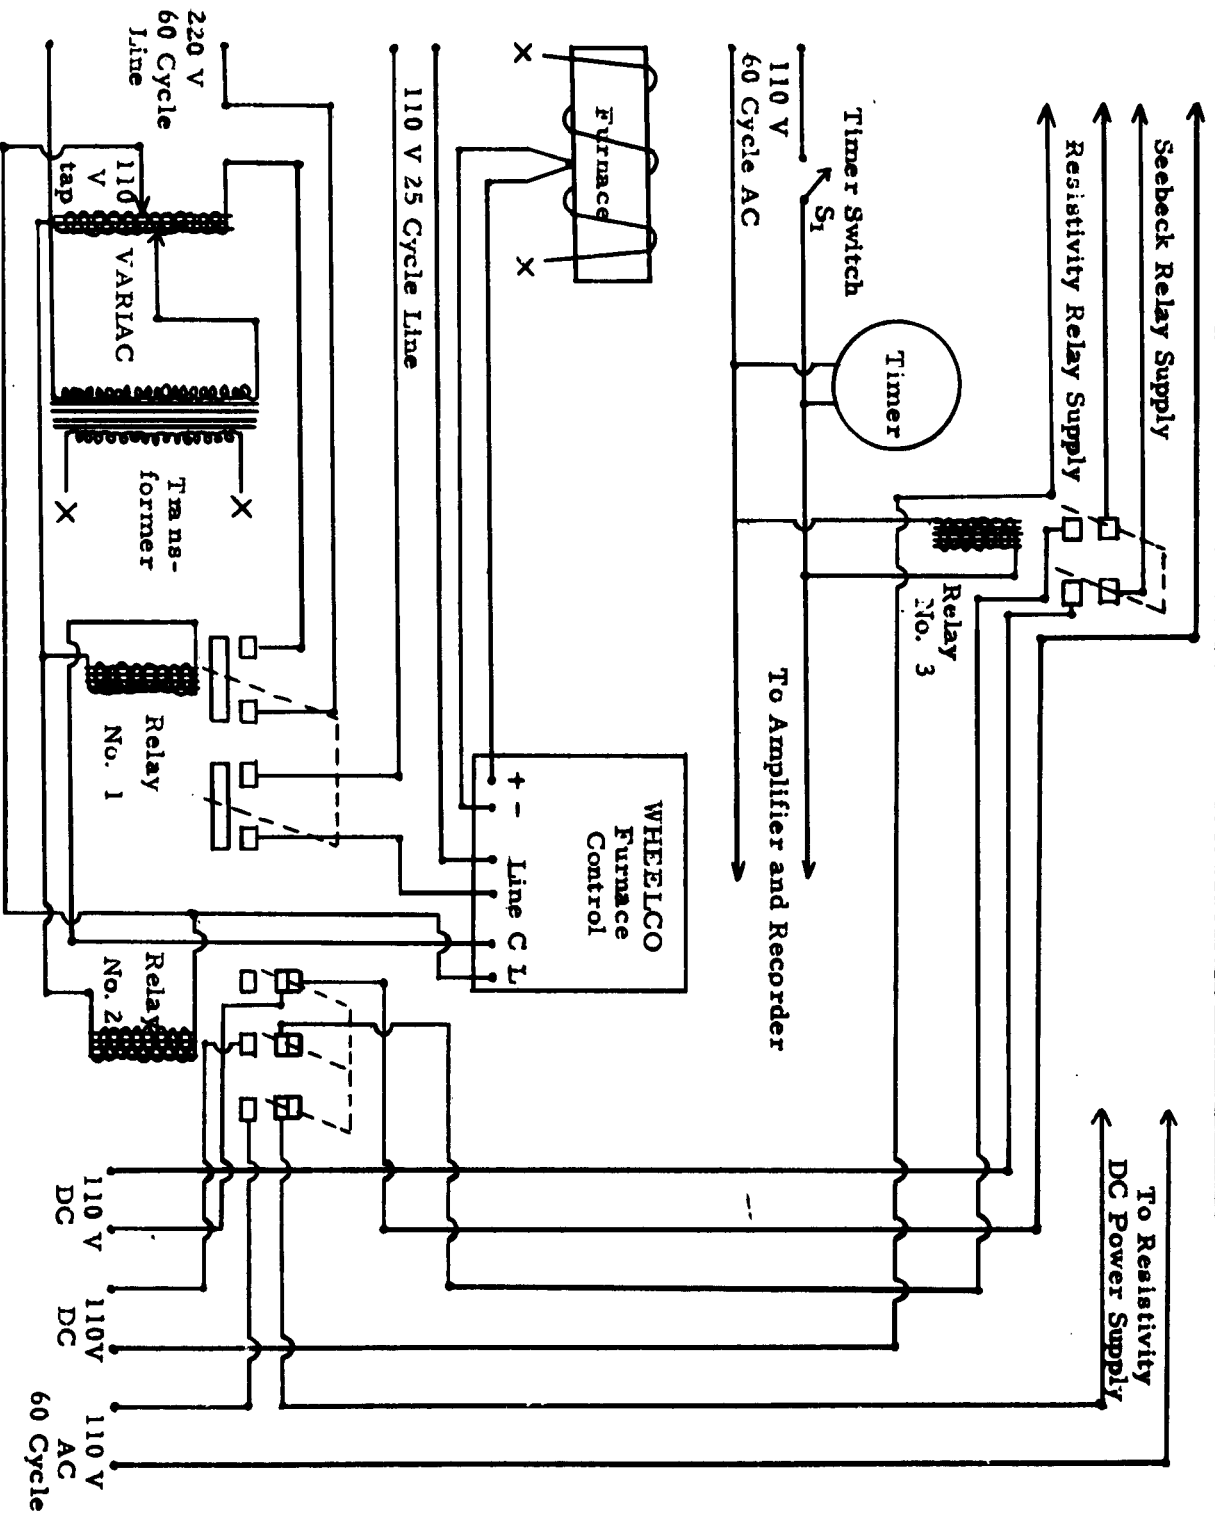 Seebeck Relay Supply
Resistivity Relay Supply
To Resistivity
DC Power Supply
Timer Switch
S1
110 V
60 Cycle AC
Timer
Relay
No. 3
To Amplifier and Recorder
Furnace
X
X
WHEELCO
Furnace
Control
+ - Line C L
110 V 25 Cycle Line
220 V
60 Cycle
Line
110
V
tap
VARIAC
Trans-
former
X
X
Relay
No. 1
Relay
No. 2
110 V
DC
110V
DC
110 V
AC
60 Cycle